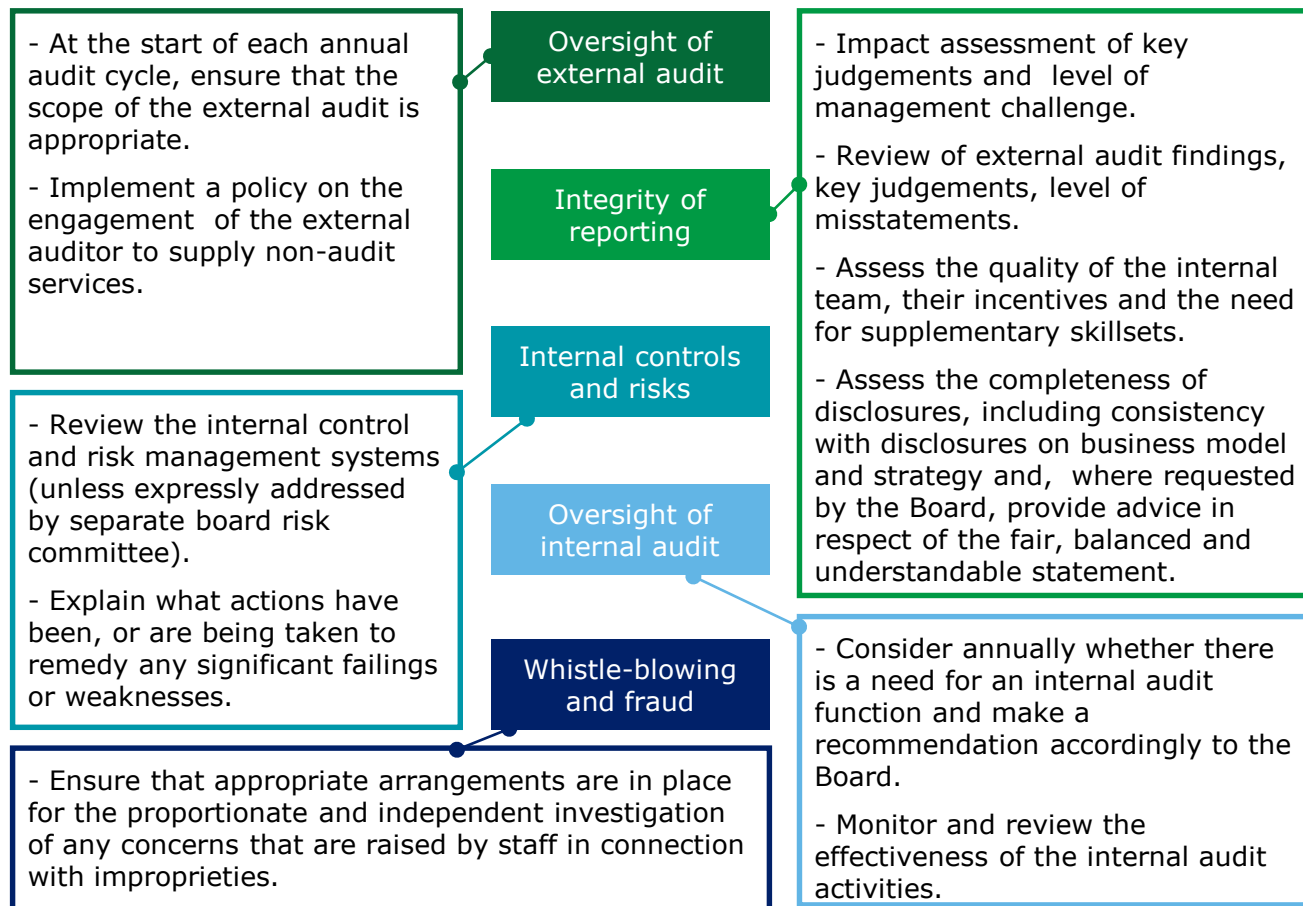 - At the start of each annual
audit cycle, ensure that the
scope of the external audit is
appropriate.
- Implement a policy on the
engagement of the external
auditor to supply non-audit
services.
Oversight of
external audit
- Impact assessment of key
judgements and level of
management challenge.
- Review of external audit findings,
key judgements, level of
misstatements.
- Assess the quality of the internal
team, their incentives and the need
for supplementary skillsets.
- Assess the completeness of
disclosures, including consistency
with disclosures on business model
and strategy and, where requested
by the Board, provide advice in
respect of the fair, balanced and
understandable statement.
Integrity of
reporting
Internal controls
and risks
- Review the internal control
and risk management systems
(unless expressly addressed
by separate board risk
committee).
- Explain what actions have
been, or are being taken to
remedy any significant failings
or weaknesses.
Oversight of
internal audit
- Consider annually whether there
is a need for an internal audit
function and make a
recommendation accordingly to the
Board.
- Monitor and review the
effectiveness of the internal audit
activities.
Whistle-blowing
and fraud
- Ensure that appropriate arrangements are in place
for the proportionate and independent investigation
of any concerns that are raised by staff in connection
with improprieties.